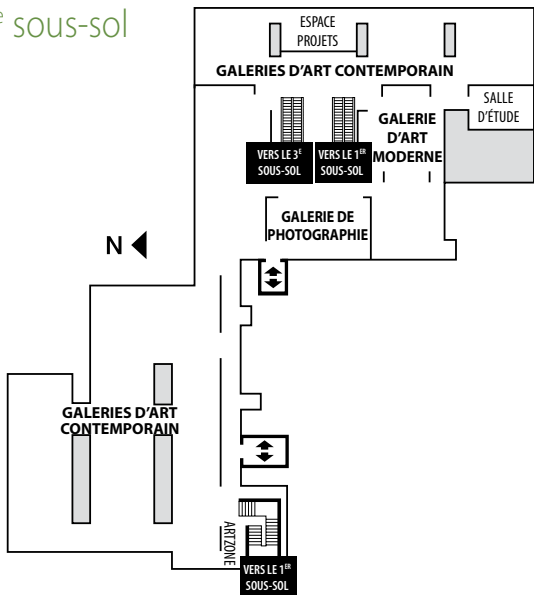 e sous-sol
ESPACE
PROJETS
GALERIES D'ART CONTEMPORAIN
SALLE
D'ÉTUDE
GALERIE
D'ART
MODERNE
VERS LE 3E
SOUS-SOL
VERS LE 1ER
SOUS-SOL
GALERIE DE
PHOTOGRAPHIE
N
GALERIES D'ART
CONTEMPORAIN
ARTZONE
VERS LE 1ER
SOUS-SOL